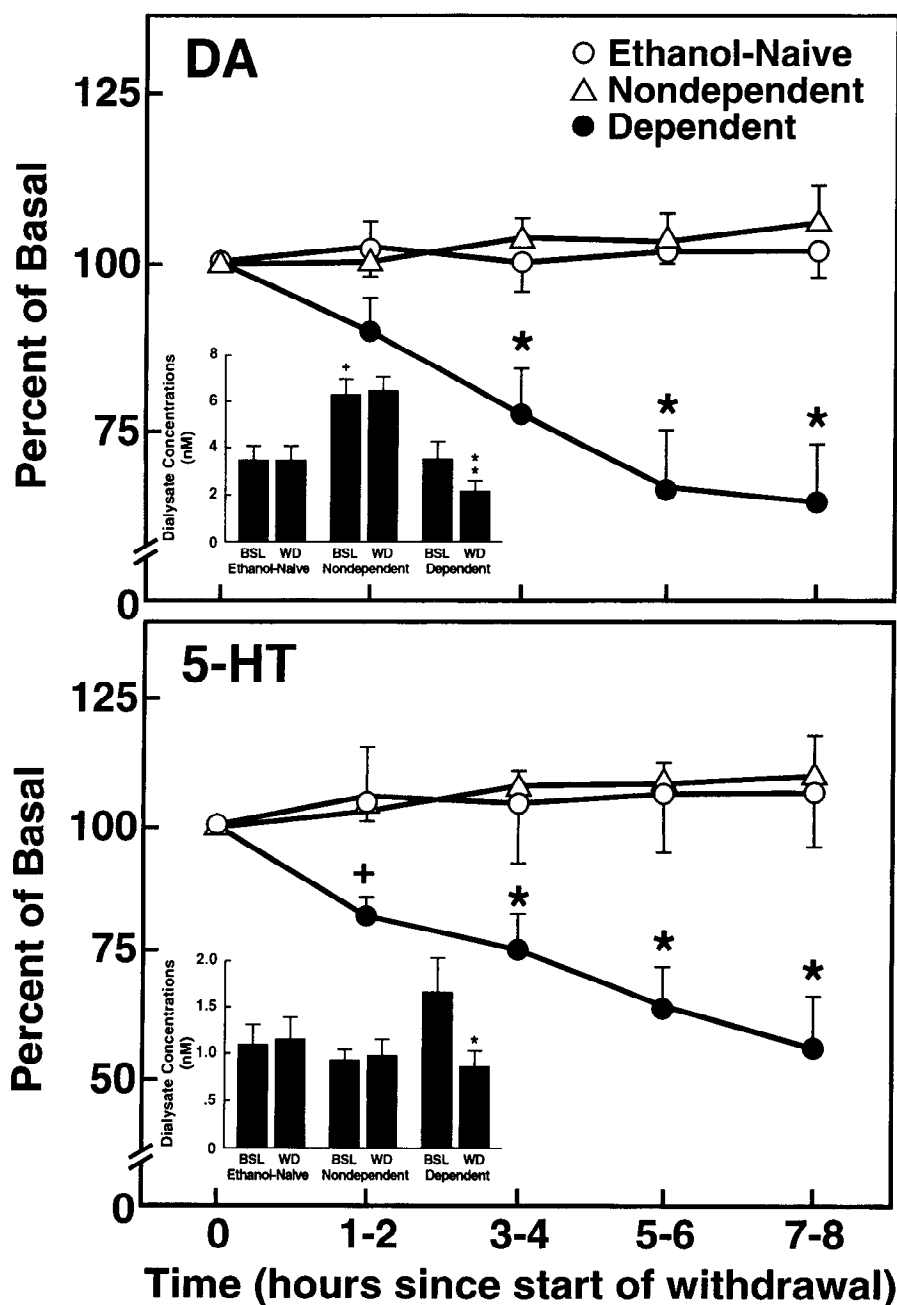 DA
Ethanol-Naive
Nondependent
Dependent
Percent of Basal
125
100
75
0
Dialysate Concentrations
(nM)
8
6
4
2
0
+
*
*
*
*
*
BSL WD BSL WD BSL WD
Ethanol-Naive Nondependent Dependent
5-HT
Percent of Basal
125
100
75
50
0
+
*
*
*
Dialysate Concentrations
(nM)
2.0
1.5
1.0
.5
0
*
BSL WD BSL WD BSL WD
Ethanol-Naive Nondependent Dependent
0 1-2 3-4 5-6 7-8
Time (hours since start of withdrawal)